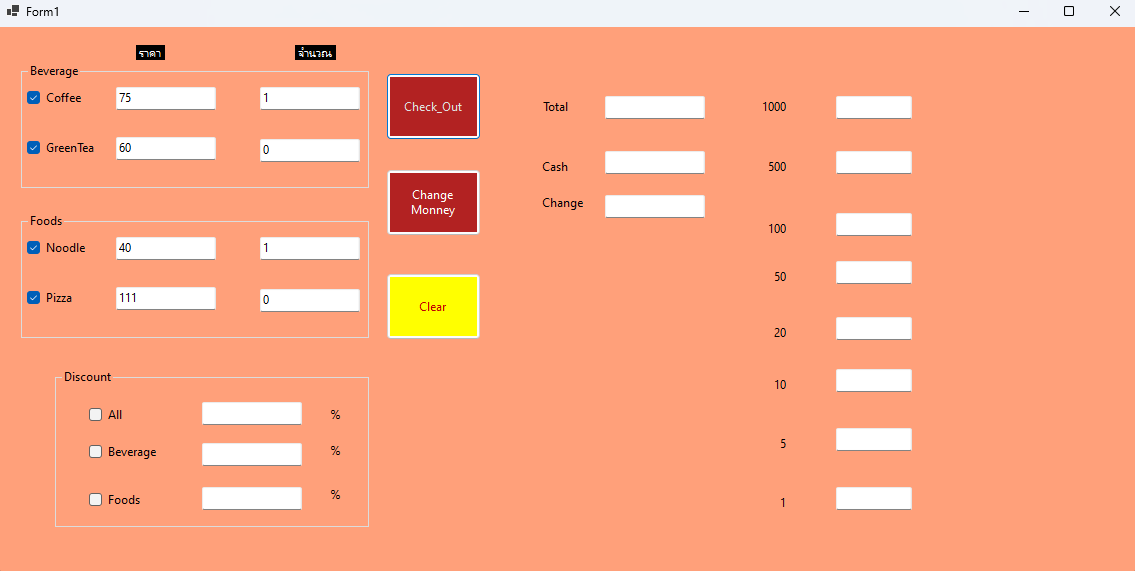 Form1
ราคา จำนวณ
Beverage
Coffee 75 1
GreenTea 60 0
Foods
Noodle 40 1
Pizza 111 0
Discount
All %
Beverage %
Foods %
Check_Out
Change
Monney
Clear
Total
Cash
Change
1000
500
100
50
20
10
5
1